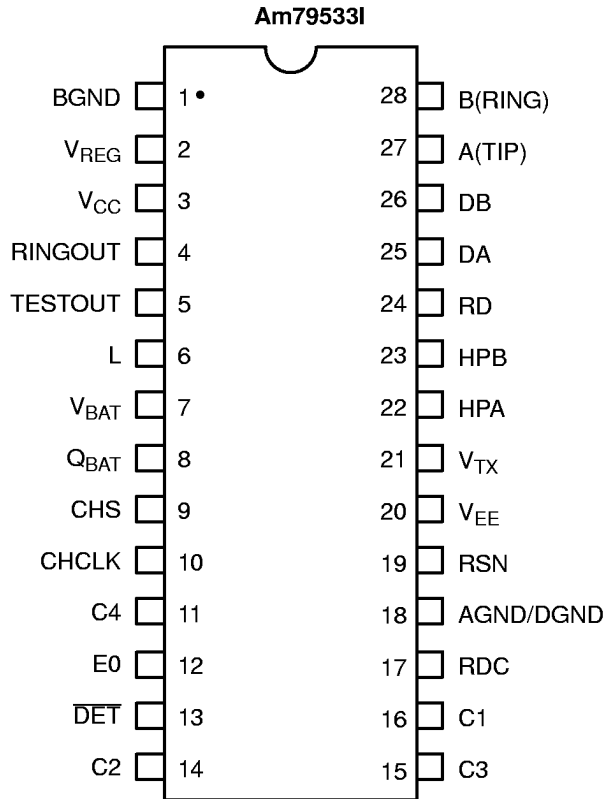 Am79533I
BGND 1 28 B(RING)
VREG 2 27 A(TIP)
VCC 3 26 DB
RINGOUT 4 25 DA
TESTOUT 5 24 RD
L 6 23 HPB
VBAT 7 22 HPA
QBAT 8 21 VTX
CHS 9 20 VEE
CHCLK 10 19 RSN
C4 11 18 AGND/DGND
E0 12 17 RDC
DET 13 16 C1
C2 14 15 C3